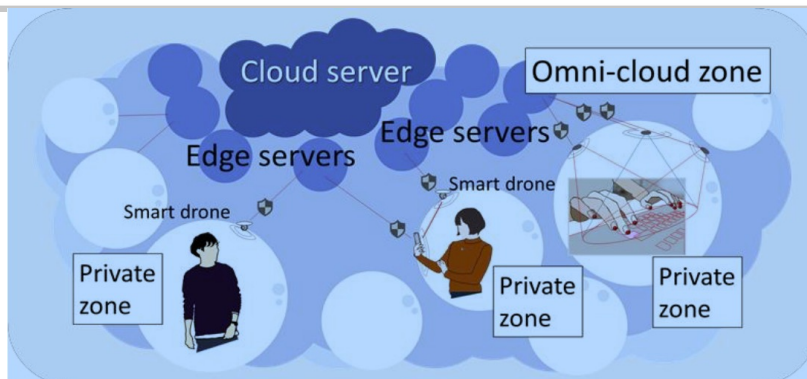 Cloud server
Omni-cloud zone
Edge servers
Edge servers
Smart drone
Smart drone
Private
zone
Private
zone
Private
zone